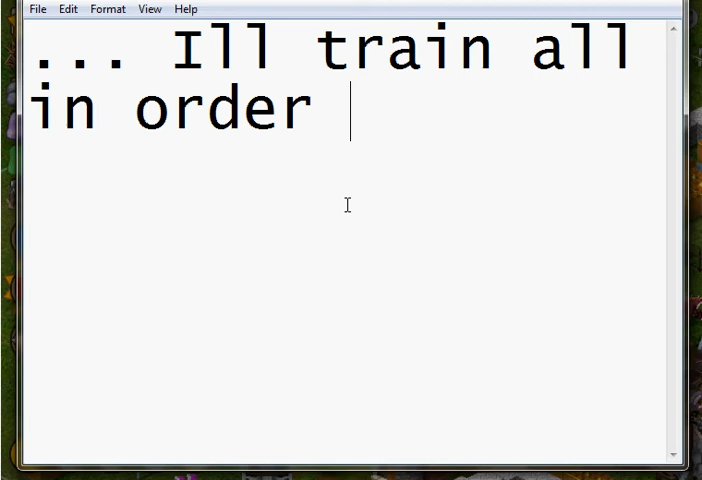 File Edit Format View Help
... Ill train all
in order